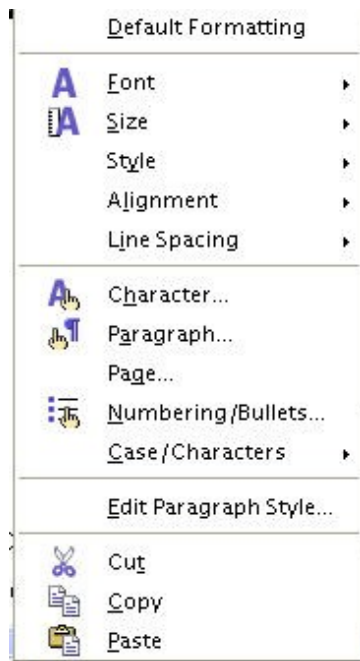 Default Formatting
Font
Size
Style
Alignment
Line Spacing
Character...
Paragraph...
Page...
Numbering/Bullets...
Case/Characters
Edit Paragraph Style...
Cut
Copy
Paste